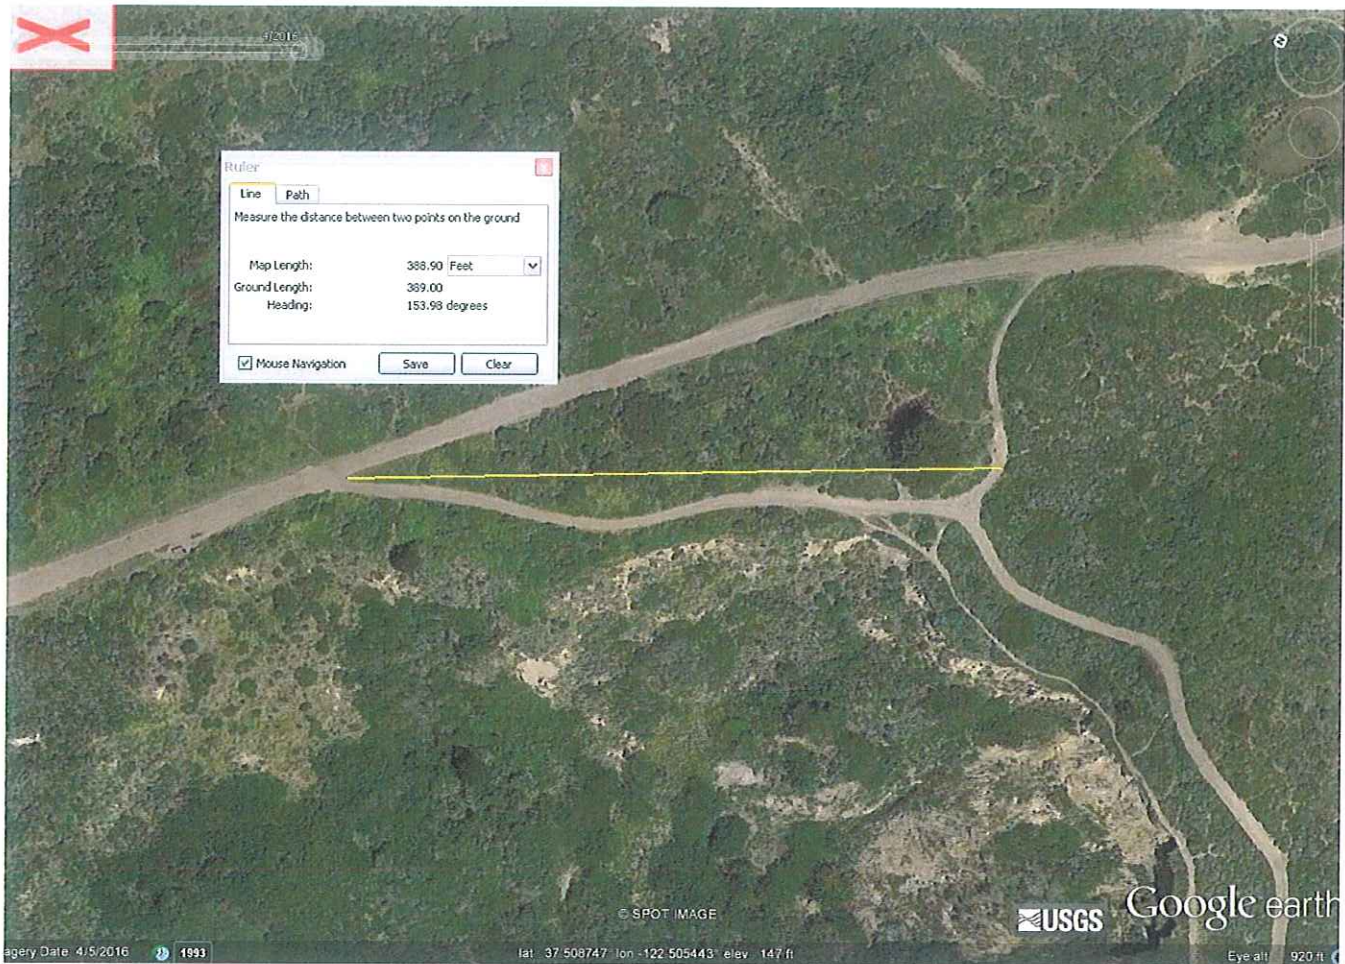 4/2016
N
Ruler
Line Path
Measure the distance between two points on the ground
Map Length: 388.90 Feet
Ground Length: 389.00
Heading: 153.98 degrees
Mouse Navigation Save Clear
© SPOT IMAGE
USGS Google earth
agery Date 4/5/2016 1993 lat 37.508747° lon -122.505443° elev 147 ft Eye alt 920 ft